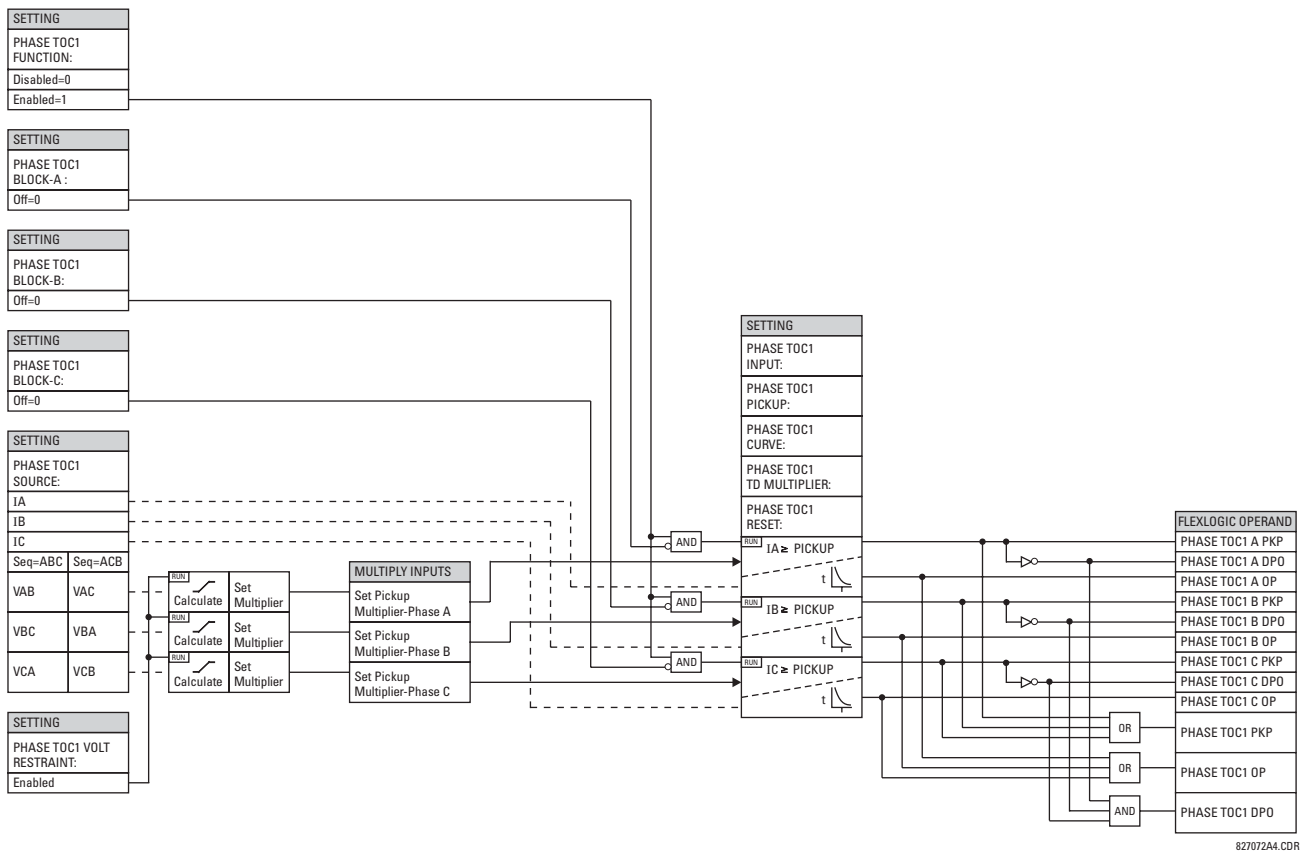 SETTING
PHASE TOC1
FUNCTION:
Disabled=0
Enabled=1
SETTING
PHASE TOC1
BLOCK-A :
Off=0
SETTING
PHASE TOC1
BLOCK-B:
Off=0
SETTING
PHASE TOC1
BLOCK-C:
Off=0
SETTING
PHASE TOC1
SOURCE:
IA
IB
IC
Seq=ABC Seq=ACB
VAB VAC
VBC VBA
VCA VCB
SETTING
PHASE TOC1 VOLT
RESTRAINT:
Enabled
RUN
Calculate
Set
Multiplier
RUN
Calculate
Set
Multiplier
RUN
Calculate
Set
Multiplier
MULTIPLY INPUTS
Set Pickup
Multiplier-Phase A
Set Pickup
Multiplier-Phase B
Set Pickup
Multiplier-Phase C
AND
AND
AND
SETTING
PHASE TOC1
INPUT:
PHASE TOC1
PICKUP:
PHASE TOC1
CURVE:
PHASE TOC1
TD MULTIPLIER:
PHASE TOC1
RESET:
RUN
IA ≥ PICKUP
t
RUN
IB ≥ PICKUP
t
RUN
IC ≥ PICKUP
t
OR
OR
AND
FLEXLOGIC OPERAND
PHASE TOC1 A PKP
PHASE TOC1 A DPO
PHASE TOC1 A OP
PHASE TOC1 B PKP
PHASE TOC1 B DPO
PHASE TOC1 B OP
PHASE TOC1 C PKP
PHASE TOC1 C DPO
PHASE TOC1 C OP
PHASE TOC1 PKP
PHASE TOC1 OP
PHASE TOC1 DPO
827072A4.CDR